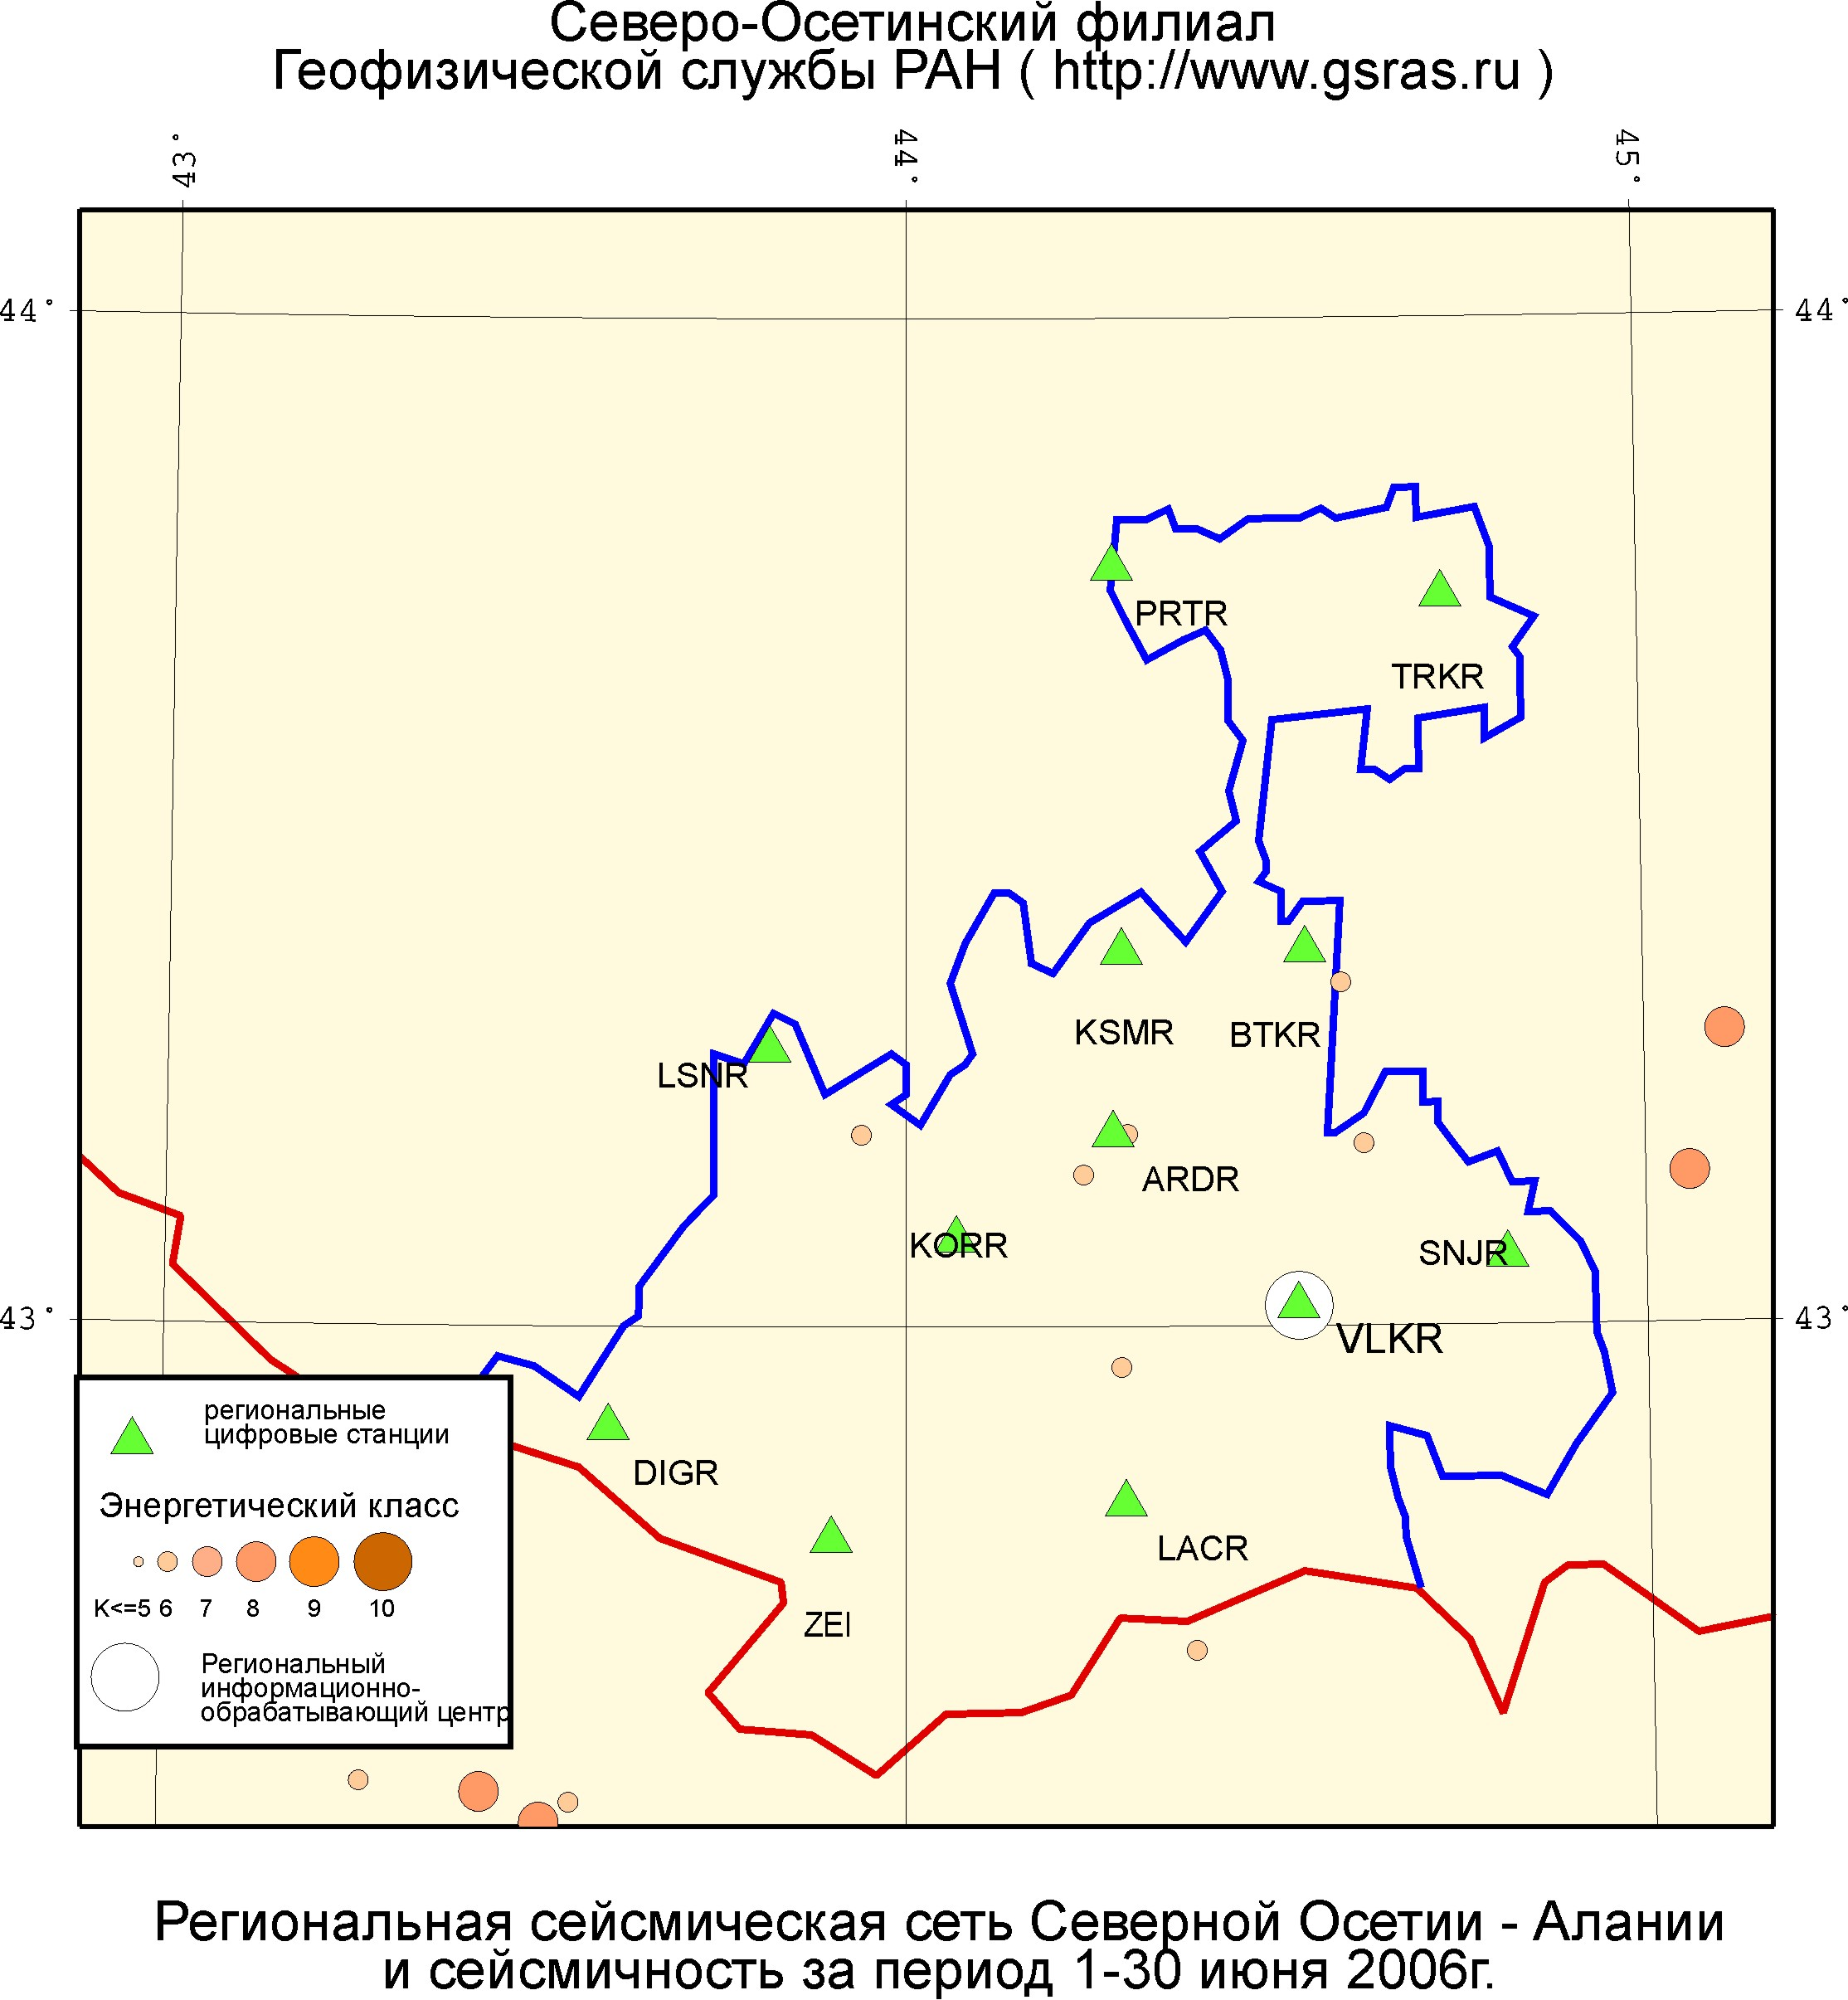 Северо-Осетинский филиал
Геофизической службы РАН ( http://www.gsras.ru )
43°
44°
45°
44°
44°
PRTR
TRKR
KSMR
BTKR
LSNR
ARDR
KORR
SNJR
43°
43°
VLKR
региональные
цифровые станции
DIGR
Энергетический класс
LACR
K<=5 6 7 8 9 10
ZEI
Региональный
информационно-
обрабатывающий центр
Региональная сейсмическая сеть Северной Осетии - Алании
и сейсмичность за период 1-30 июня 2006г.